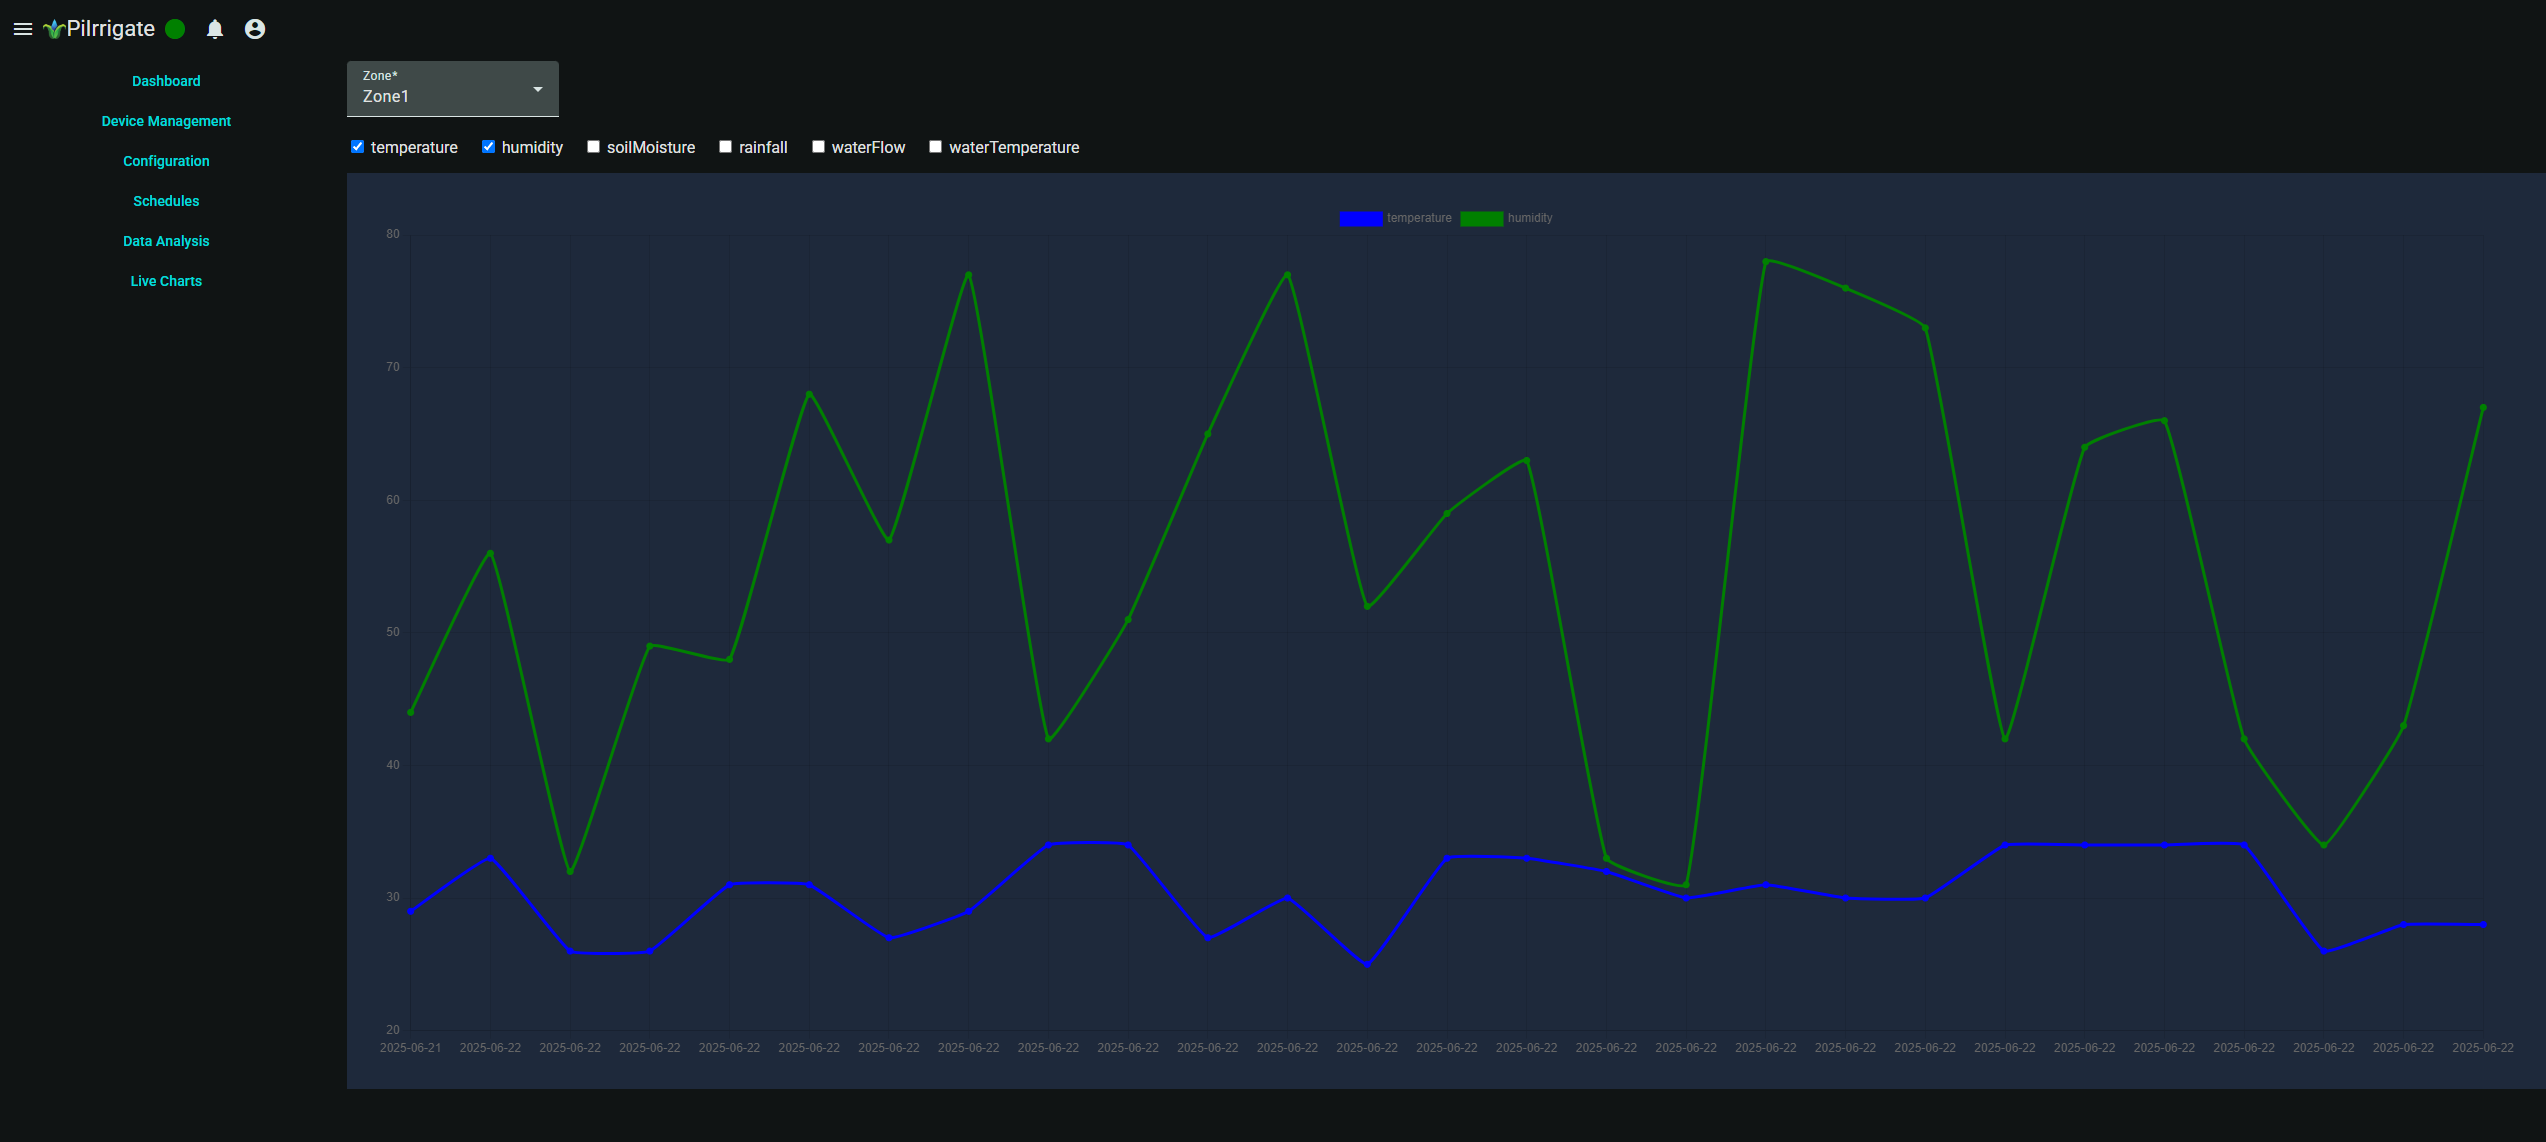 PiIrrigate
Dashboard
Device Management
Configuration
Schedules
Data Analysis
Live Charts
Zone*
Zone1
temperature humidity soilMoisture rainfall waterFlow waterTemperature
temperature humidity
80
70
60
50
40
30
20
2025-06-21 2025-06-22 2025-06-22 2025-06-22 2025-06-22 2025-06-22 2025-06-22 2025-06-22 2025-06-22 2025-06-22 2025-06-22 2025-06-22 2025-06-22 2025-06-22 2025-06-22 2025-06-22 2025-06-22 2025-06-22 2025-06-22 2025-06-22 2025-06-22 2025-06-22 2025-06-22 2025-06-22 2025-06-22 2025-06-22 2025-06-22